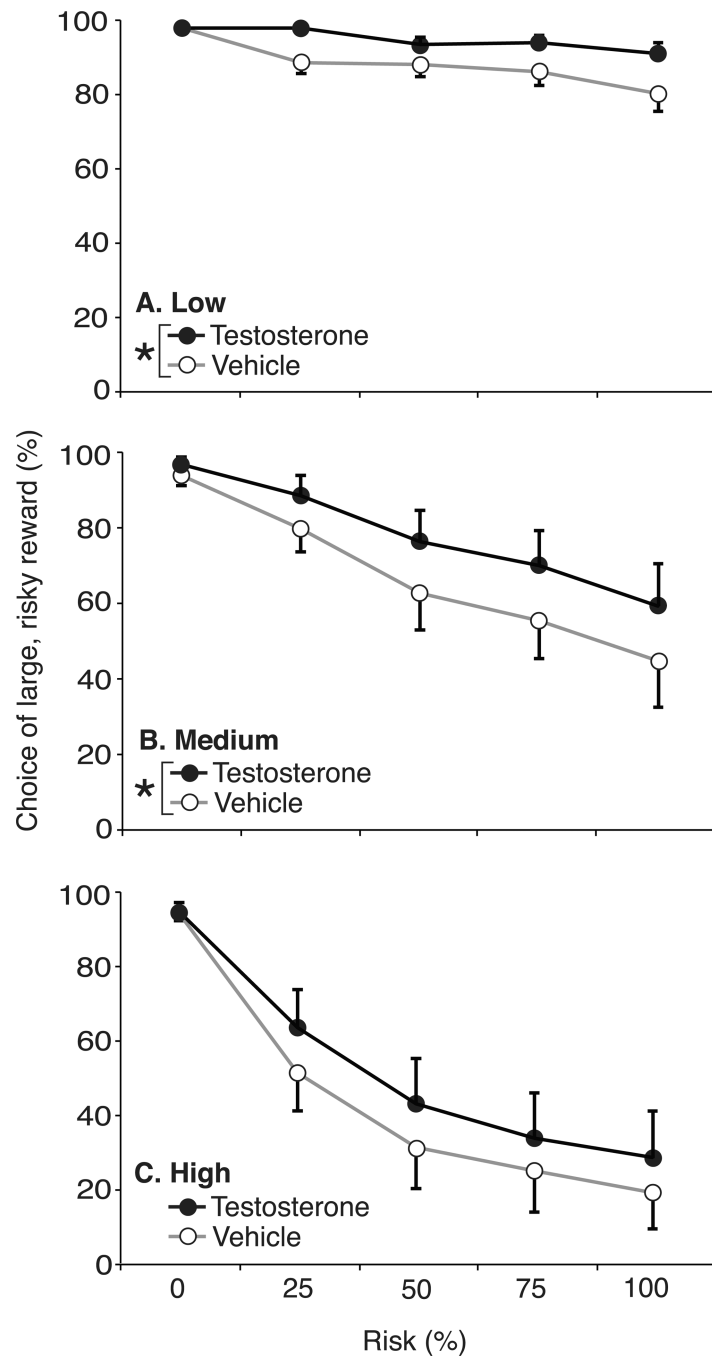 Choice of large, risky reward (%)
100
80
60
40
20
0
A. Low
* Testosterone
Vehicle
100
80
60
40
20
0
B. Medium
* Testosterone
Vehicle
100
80
60
40
20
0
C. High
Testosterone
Vehicle
0 25 50 75 100
Risk (%)